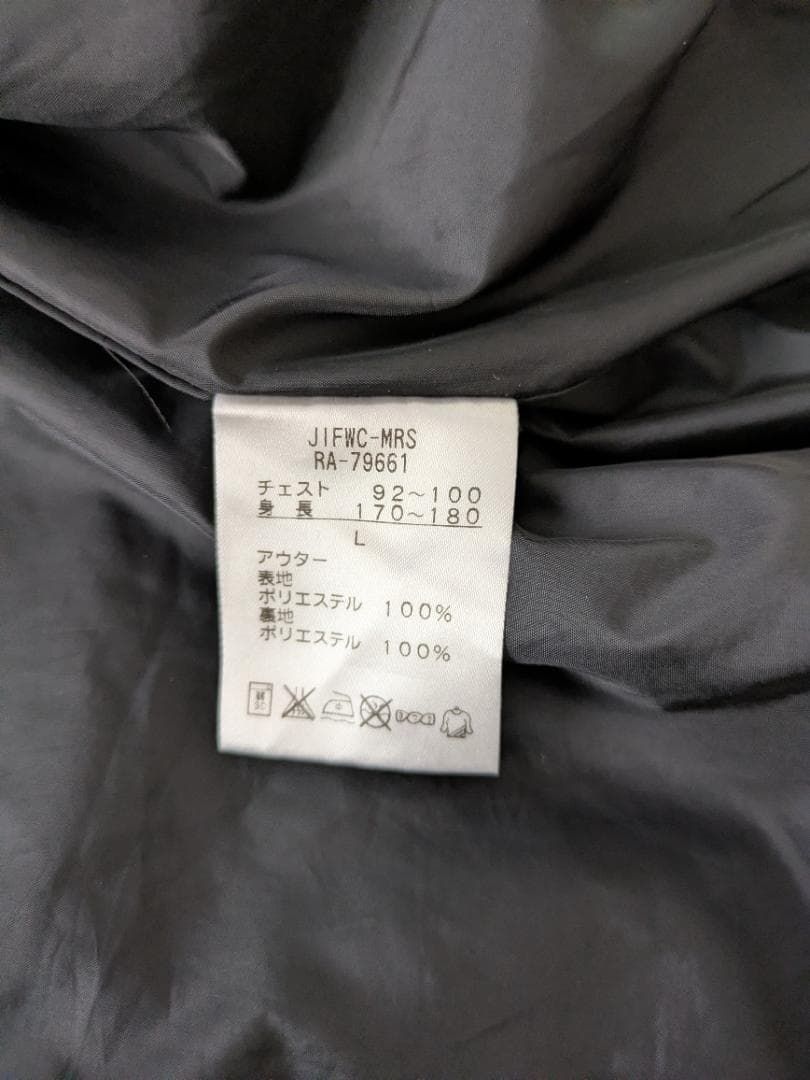 JIFWC-MRS
RA-79661
チェスト 92～100
身長 170～180
L
アウター
表地
ポリエステル 100%
裏地
ポリエステル 100%